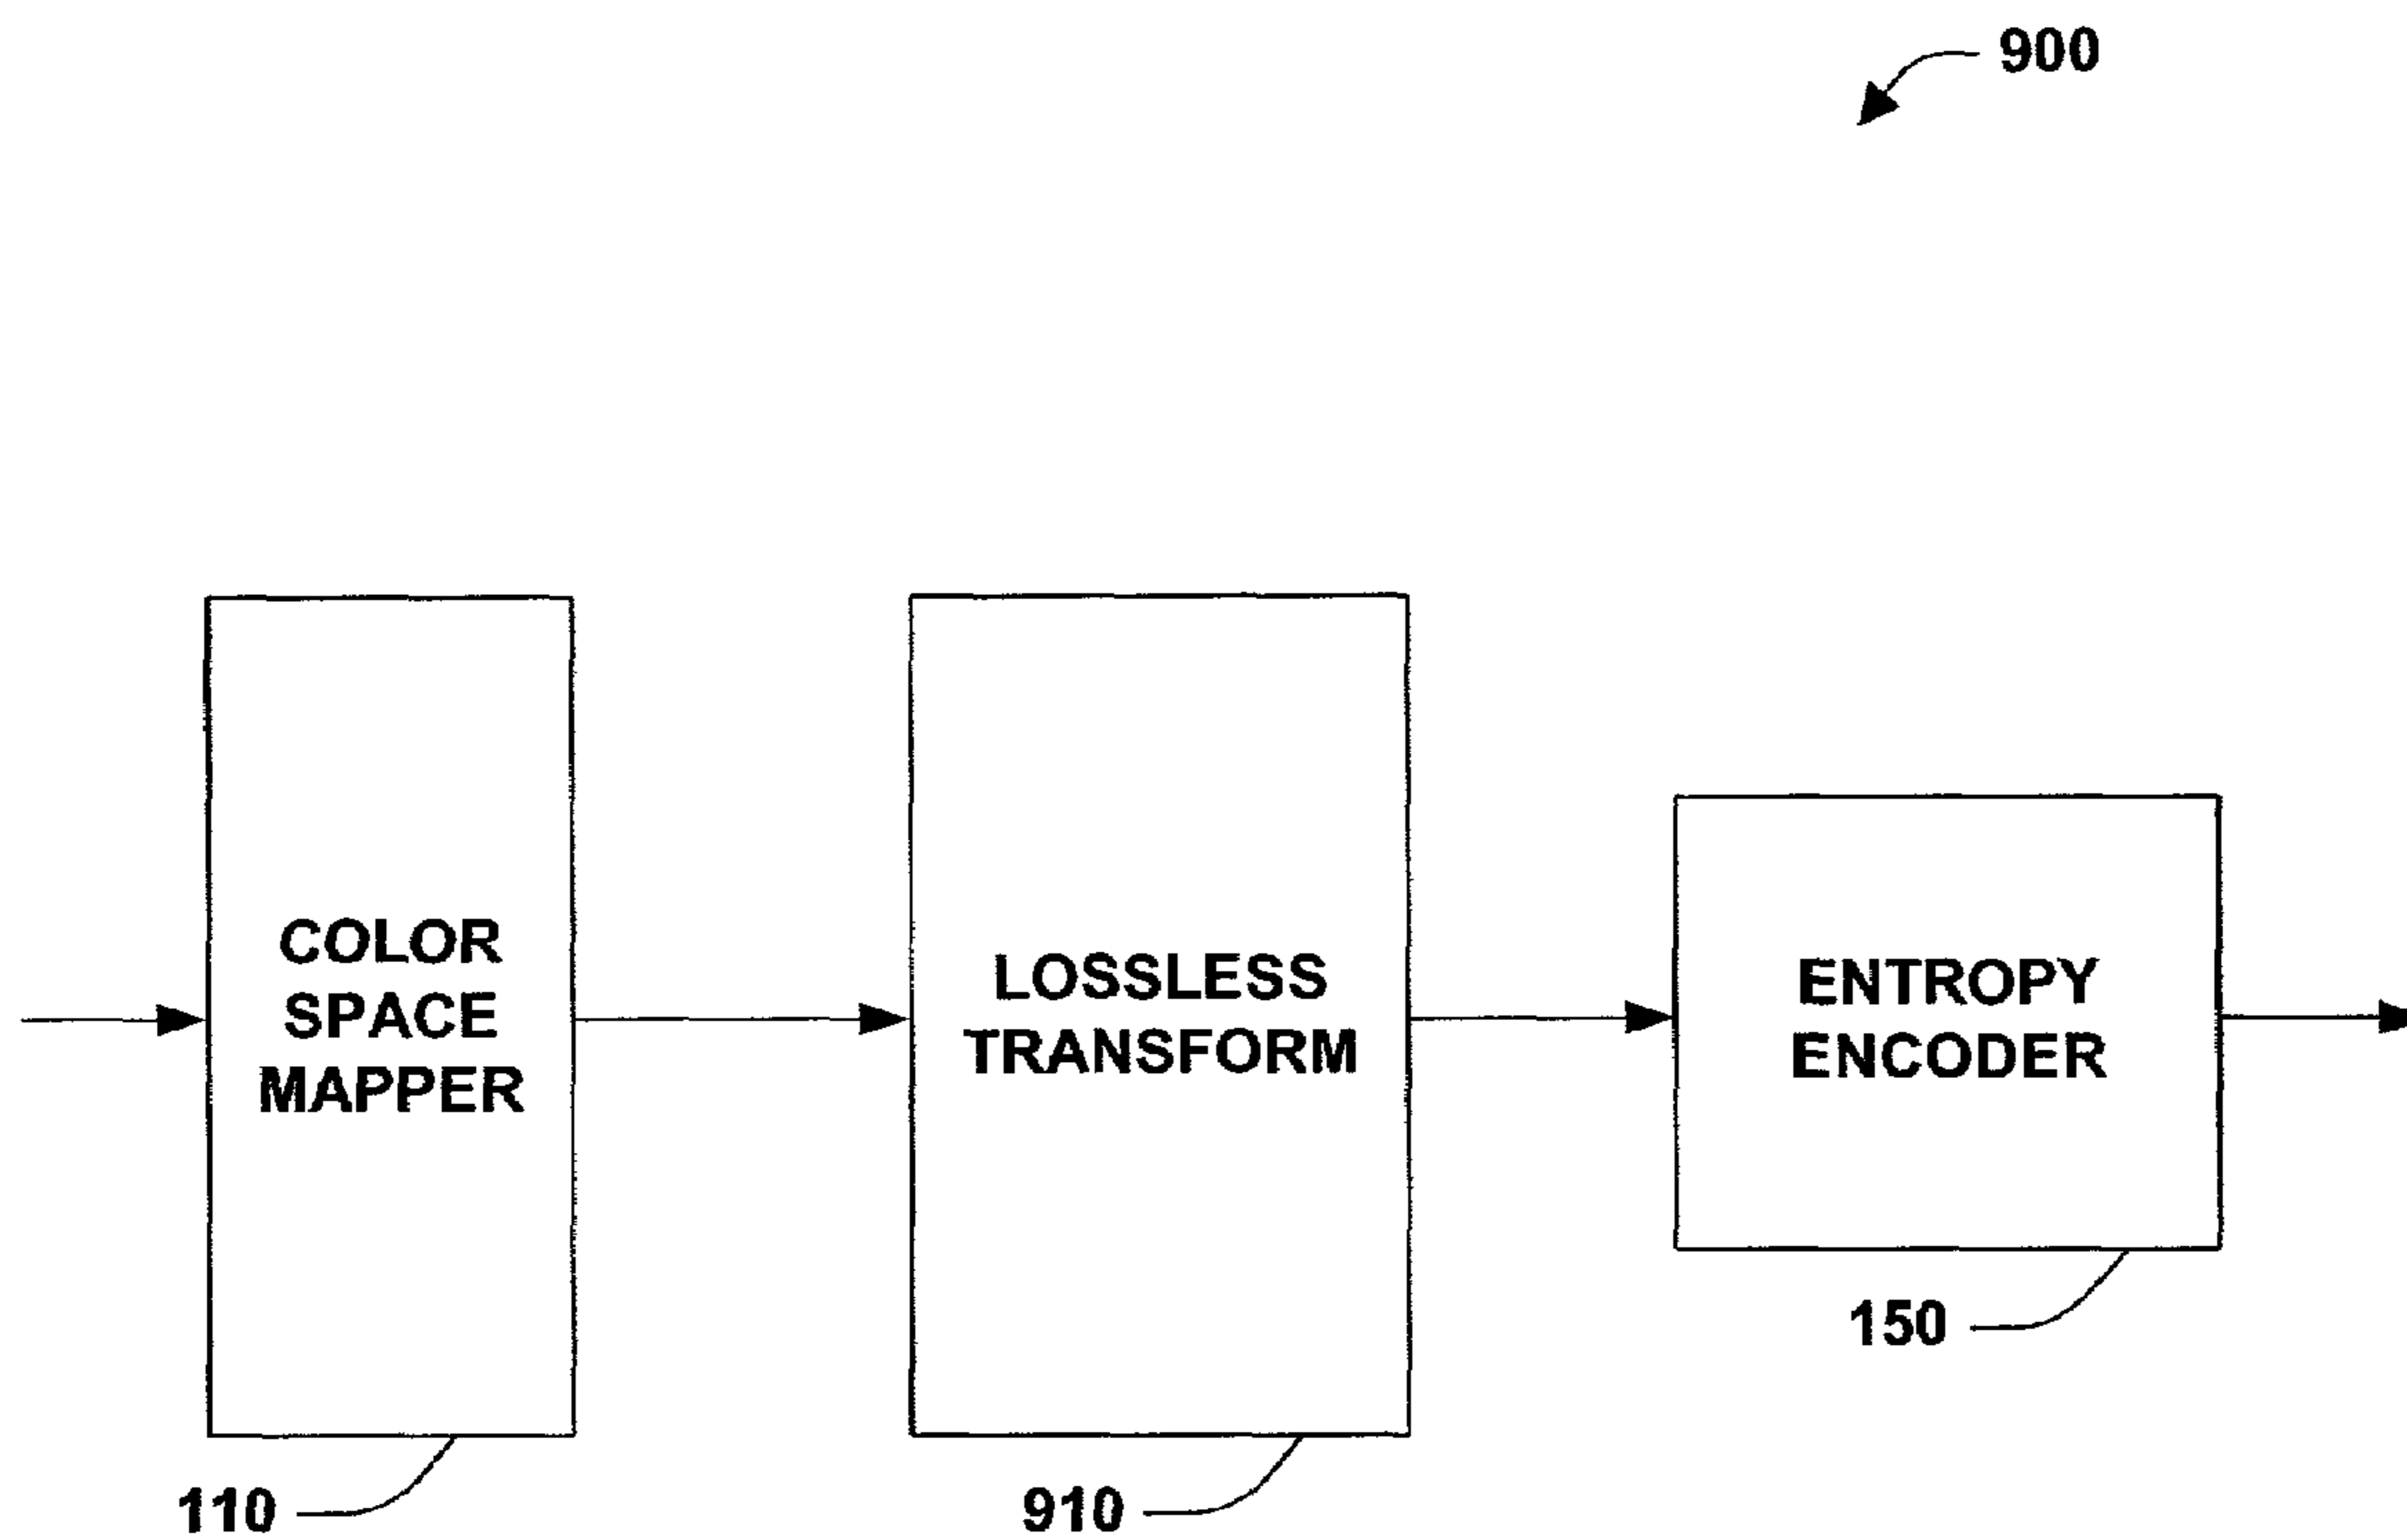 900
COLOR
SPACE
MAPPER
LOSSLESS
TRANSFORM
ENTROPY
ENCODER
150
110
910